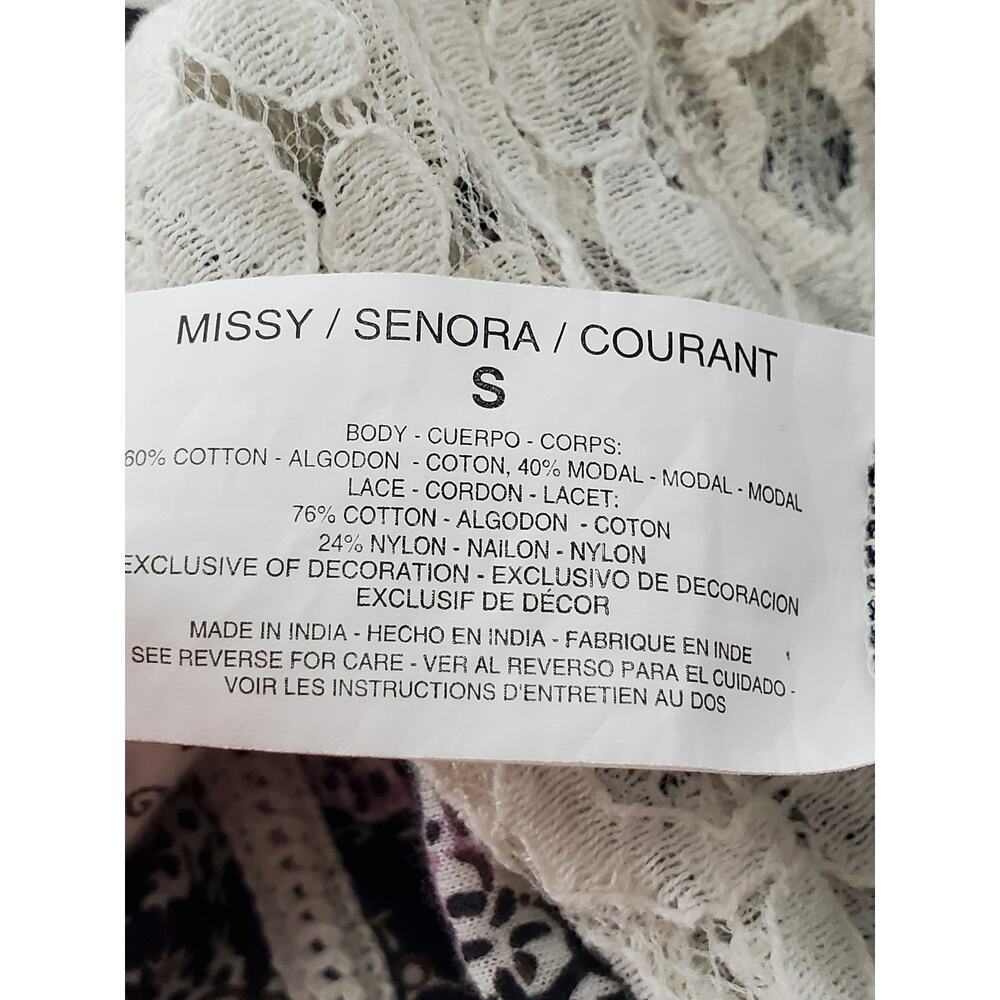 MISSY / SENORA / COURANT
S
BODY - CUERPO - CORPS:
60% COTTON - ALGODON - COTON, 40% MODAL - MODAL - MODAL
LACE - CORDON - LACET:
76% COTTON - ALGODON - COTON
24% NYLON - NAILON - NYLON
EXCLUSIVE OF DECORATION - EXCLUSIVO DE DECORACION
EXCLUSIF DE DÉCOR
MADE IN INDIA - HECHO EN INDIA - FABRIQUE EN INDE
SEE REVERSE FOR CARE - VER AL REVERSO PARA EL CUIDADO -
VOIR LES INSTRUCTIONS D'ENTRETIEN AU DOS